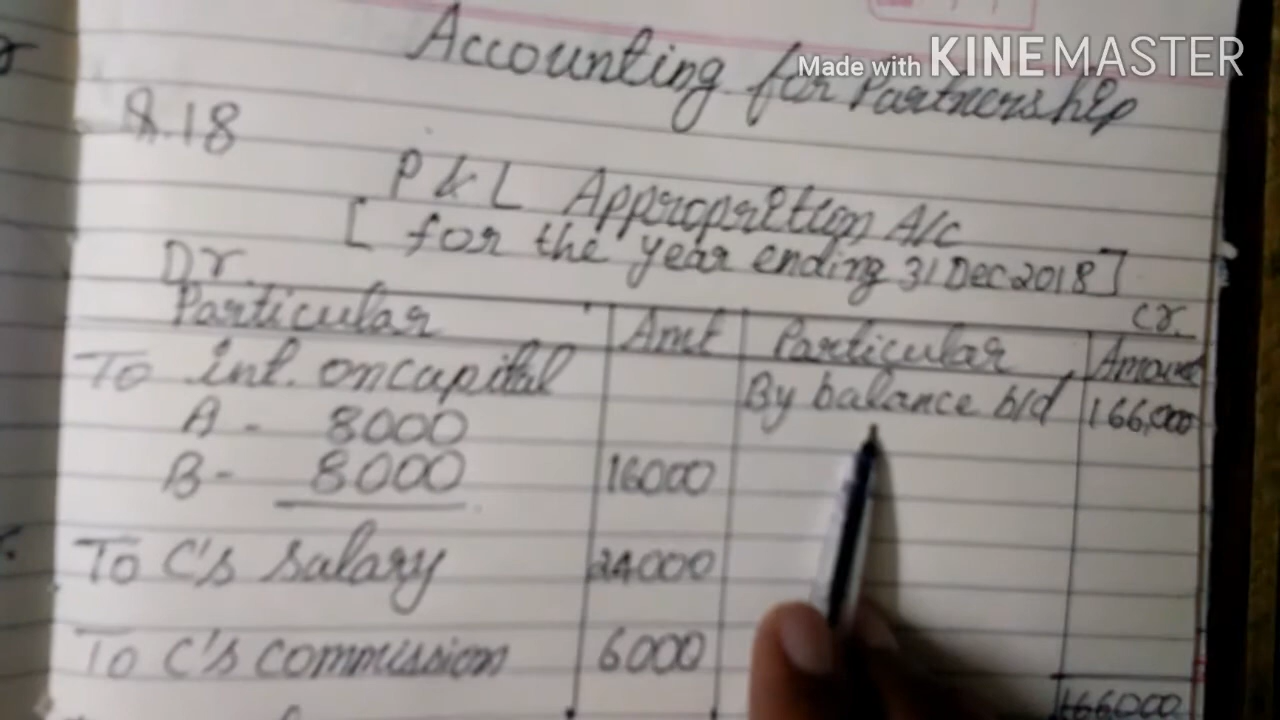 Made with KINEMASTER
Accounting for Partnership
Q.18
P & L Appropretion A/c
[ for the year ending 31 Dec 2018 ]
Dr. Cr.
Particular Amt Particular Amount
To Int. on capital By balance b/d 166,000
A - 8000
B - 8000 16000
To C's salary 24000
To C's commission 6000
166000